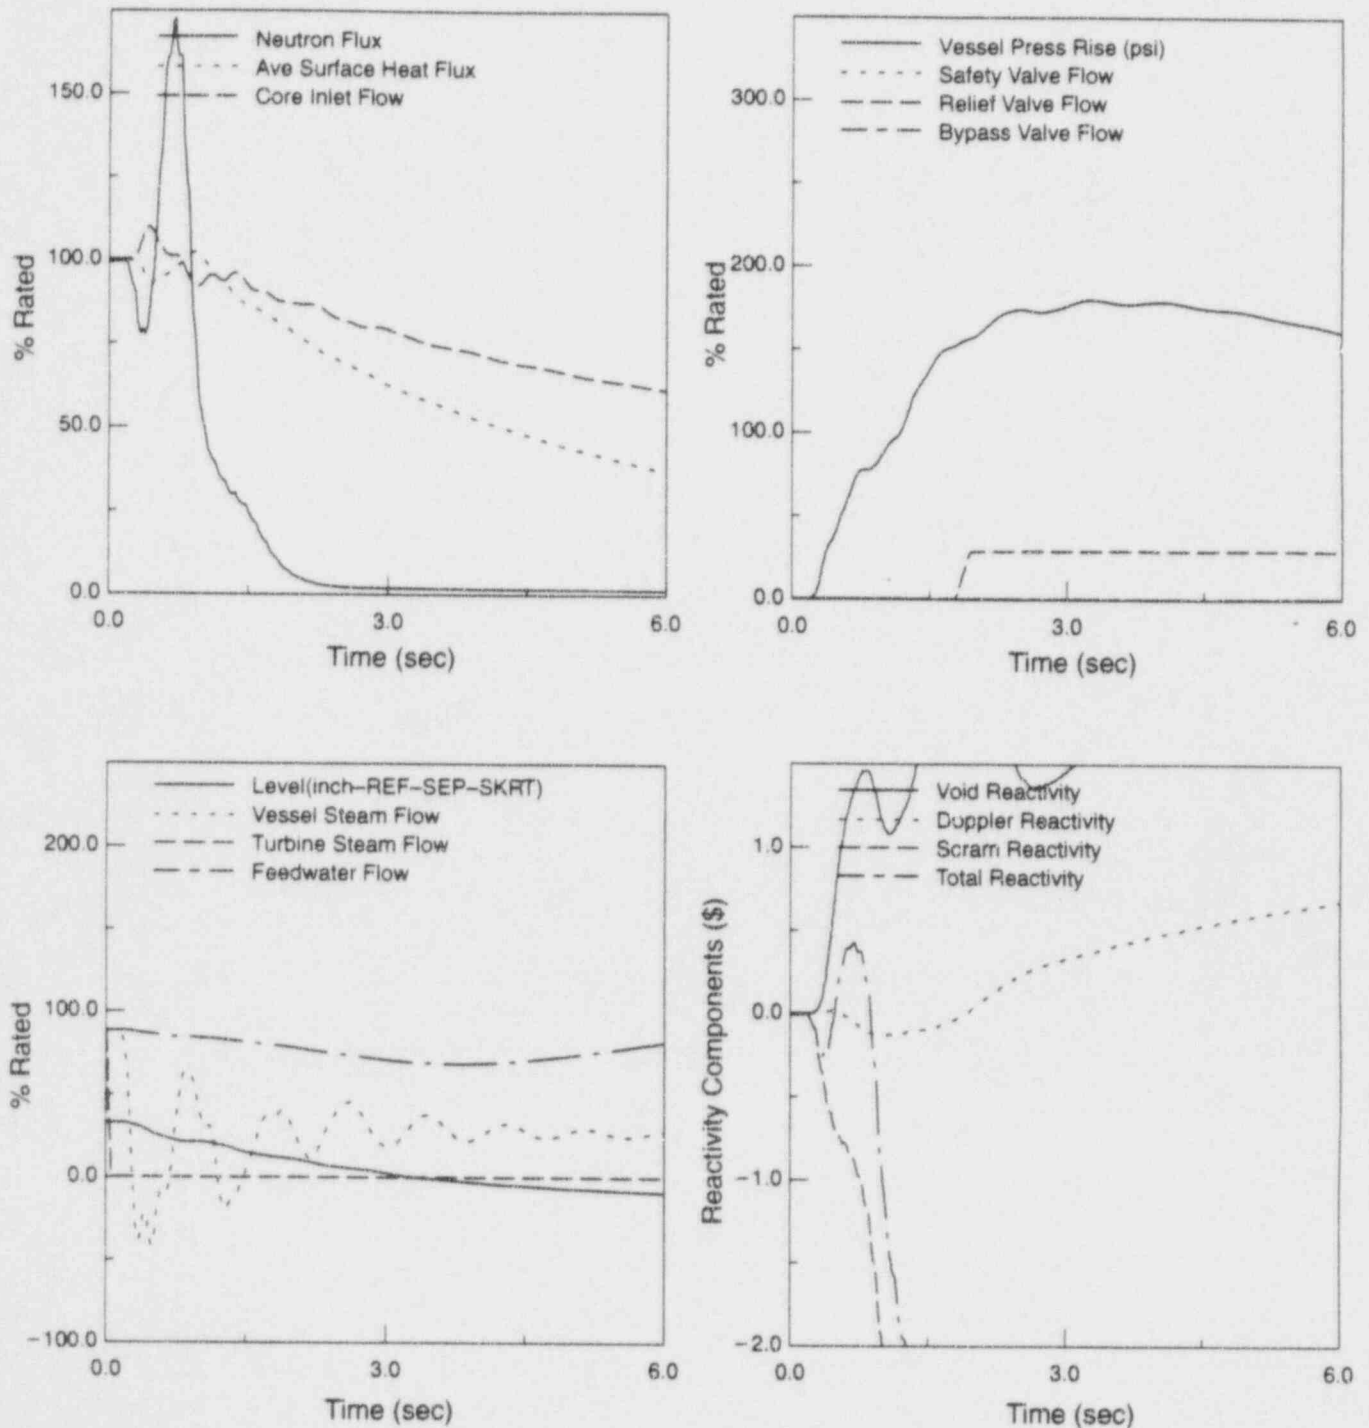 Neutron Flux
Ave Surface Heat Flux
Core Inlet Flow
150.0
100.0
50.0
0.0
% Rated
0.0 3.0 6.0
Time (sec)
Vessel Press Rise (psi)
Safety Valve Flow
Relief Valve Flow
Bypass Valve Flow
300.0
200.0
100.0
0.0
% Rated
0.0 3.0 6.0
Time (sec)
Level(inch-REF-SEP-SKRT)
Vessel Steam Flow
Turbine Steam Flow
Feedwater Flow
200.0
100.0
0.0
-100.0
% Rated
0.0 3.0 6.0
Time (sec)
Void Reactivity
Doppler Reactivity
Scram Reactivity
Total Reactivity
1.0
0.0
-1.0
-2.0
Reactivity Components ($)
0.0 3.0 6.0
Time (sec)